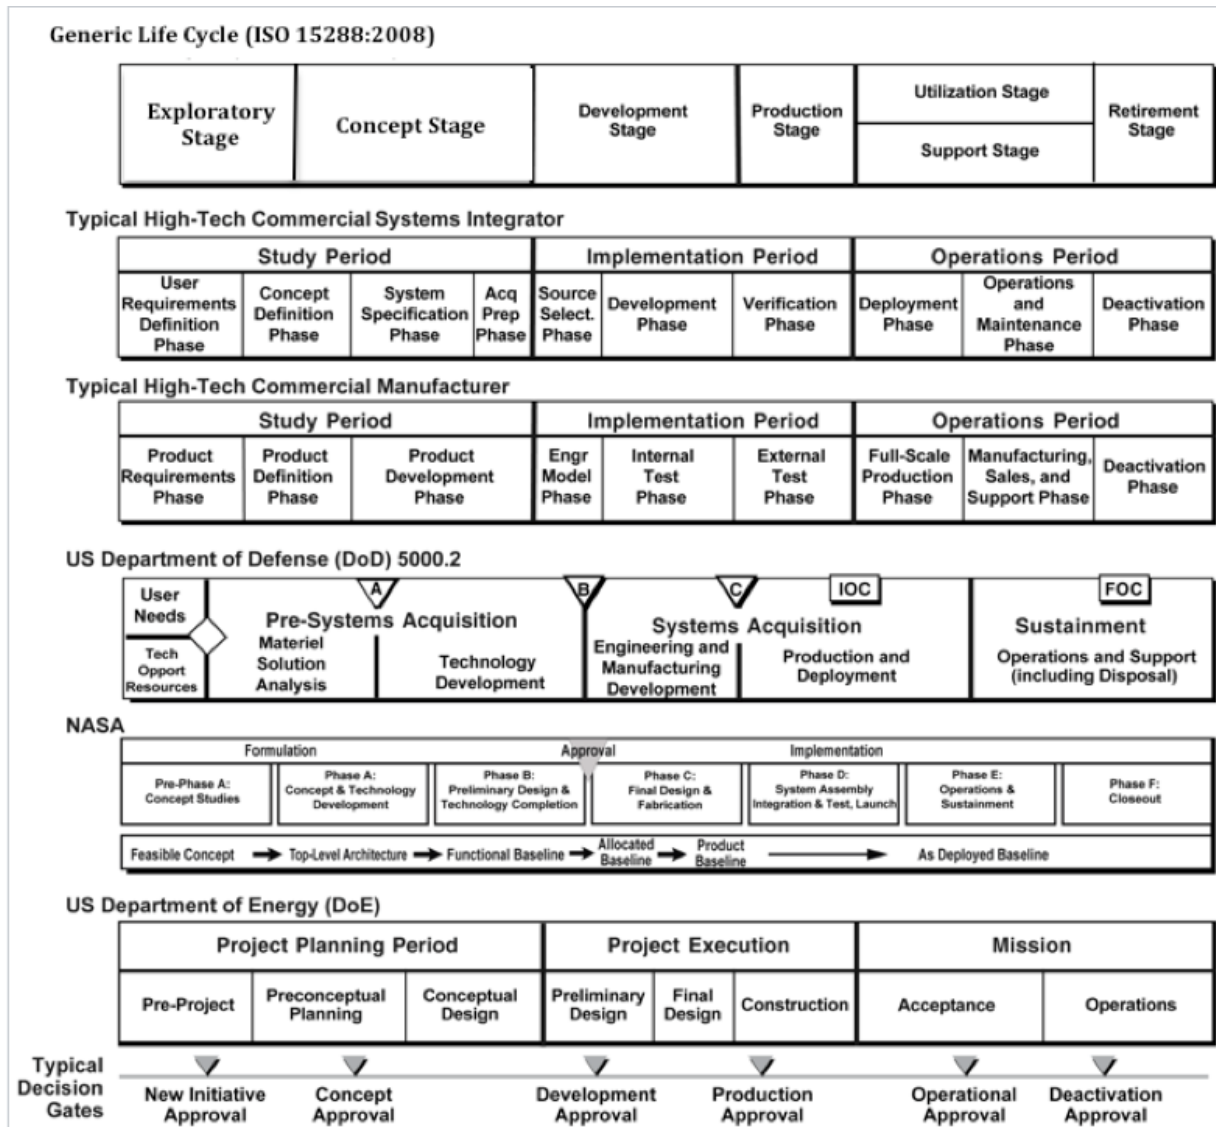 Generic Life Cycle (ISO 15288:2008)
Exploratory
Stage
Concept Stage
Development
Stage
Production
Stage
Utilization Stage
Support Stage
Retirement
Stage
Typical High-Tech Commercial Systems Integrator
Study Period
Implementation Period
Operations Period
User
Requirements
Definition
Phase
Concept
Definition
Phase
System
Specification
Phase
Acq
Prep
Phase
Source
Select.
Phase
Development
Phase
Verification
Phase
Deployment
Phase
Operations
and
Maintenance
Phase
Deactivation
Phase
Typical High-Tech Commercial Manufacturer
Study Period
Implementation Period
Operations Period
Product
Requirements
Phase
Product
Definition
Phase
Product
Development
Phase
Engr
Model
Phase
Internal
Test
Phase
External
Test
Phase
Full-Scale
Production
Phase
Manufacturing,
Sales, and
Support Phase
Deactivation
Phase
US Department of Defense (DoD) 5000.2
User
Needs
Tech
Opport
Resources
A
B
C
IOC
FOC
Pre-Systems Acquisition
Materiel
Solution
Analysis
Technology
Development
Systems Acquisition
Engineering and
Manufacturing
Development
Production and
Deployment
Sustainment
Operations and Support
(including Disposal)
NASA
Formulation
Approval
Implementation
Pre-Phase A:
Concept Studies
Phase A:
Concept & Technology
Development
Phase B:
Preliminary Design &
Technology Completion
Phase C:
Final Design &
Fabrication
Phase D:
System Assembly
Integration & Test, Launch
Phase E:
Operations &
Sustainment
Phase F:
Closeout
Feasible Concept
Top-Level Architecture
Functional Baseline
Allocated
Baseline
Product
Baseline
As Deployed Baseline
US Department of Energy (DoE)
Project Planning Period
Project Execution
Mission
Pre-Project
Preconceptual
Planning
Conceptual
Design
Preliminary
Design
Final
Design
Construction
Acceptance
Operations
Typical
Decision
Gates
New Initiative
Approval
Concept
Approval
Development
Approval
Production
Approval
Operational
Approval
Deactivation
Approval